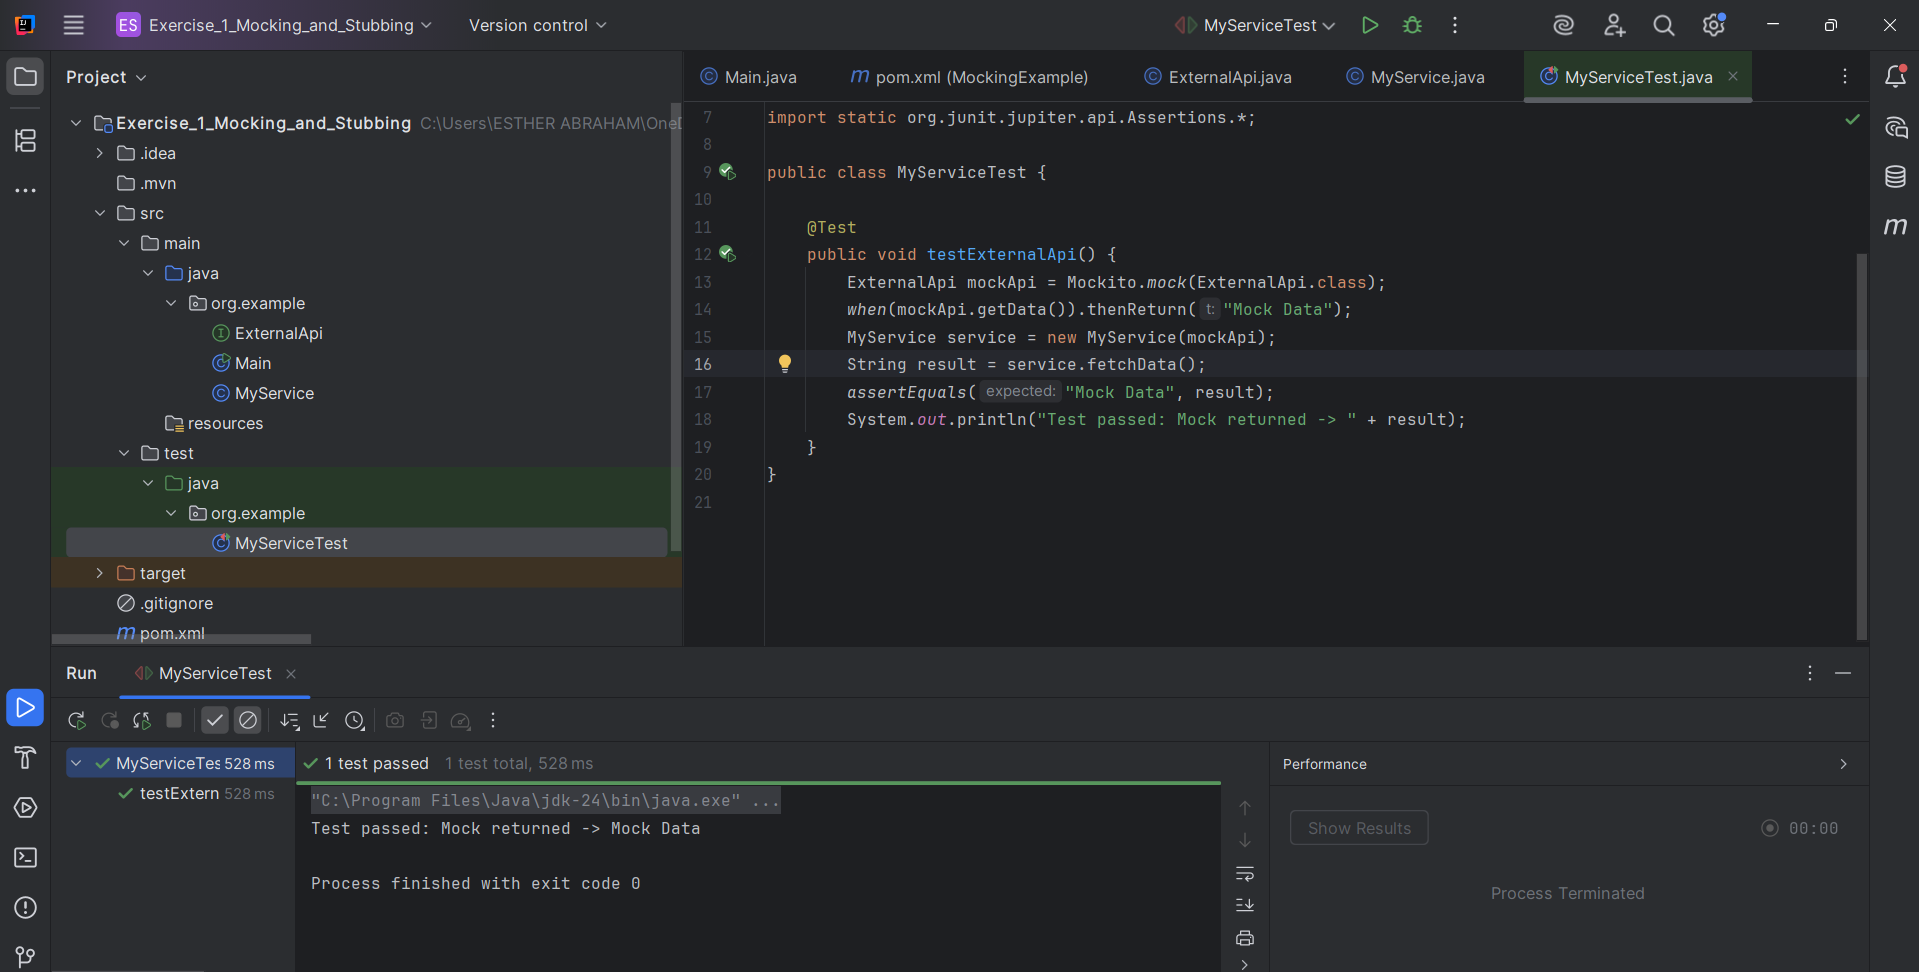 ES Exercise_1_Mocking_and_Stubbing Version control MyServiceTest
Project
Main.java m pom.xml (MockingExample) ExternalApi.java MyService.java MyServiceTest.java
Exercise_1_Mocking_and_Stubbing C:\Users\ESTHER ABRAHAM\OneD
.idea
.mvn
src
main
java
org.example
ExternalApi
Main
MyService
resources
test
java
org.example
MyServiceTest
target
.gitignore
m pom.xml
7 import static org.junit.jupiter.api.Assertions.*;
8
9 public class MyServiceTest {
10
11 @Test
12 public void testExternalApi() {
13 ExternalApi mockApi = Mockito.mock(ExternalApi.class);
14 when(mockApi.getData()).thenReturn( t: "Mock Data");
15 MyService service = new MyService(mockApi);
16 String result = service.fetchData();
17 assertEquals( expected: "Mock Data", result);
18 System.out.println("Test passed: Mock returned -> " + result);
19 }
20 }
21
Run MyServiceTest
MyServiceTes 528 ms
testExtern 528 ms
1 test passed 1 test total, 528 ms
"C:\Program Files\Java\jdk-24\bin\java.exe" ...
Test passed: Mock returned -> Mock Data
Process finished with exit code 0
Performance
Show Results 00:00
Process Terminated